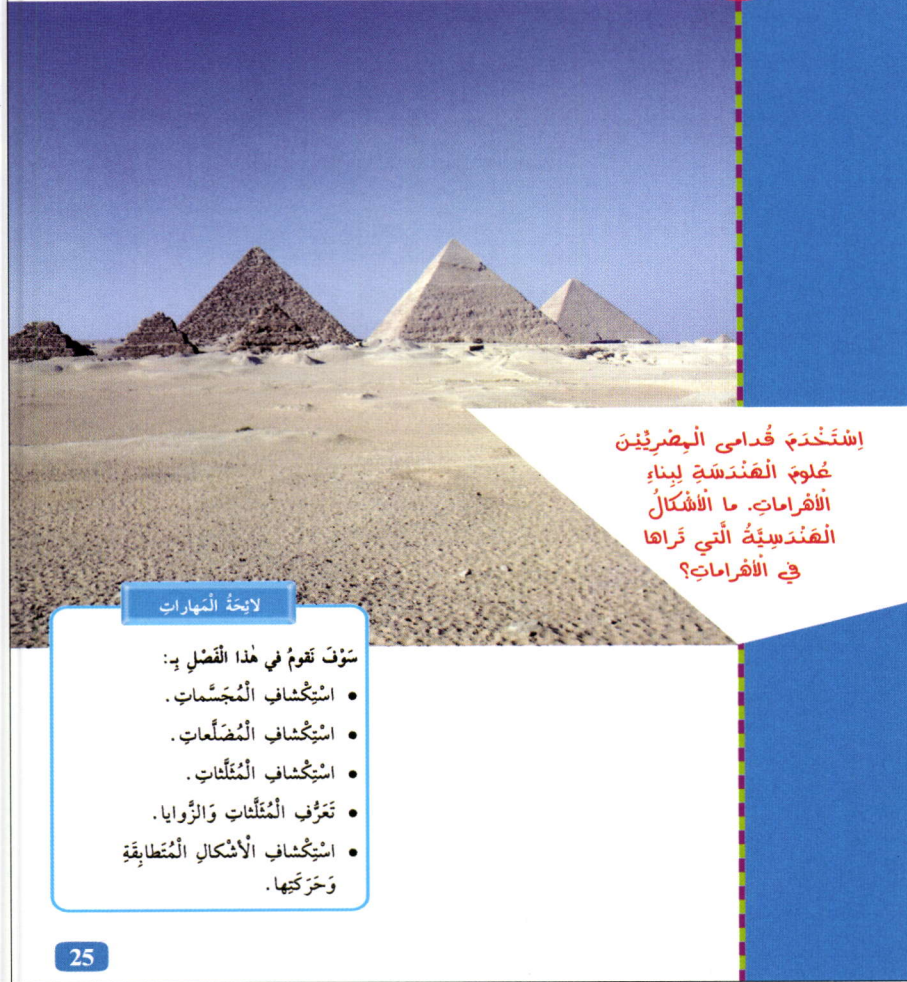 اِسْتَخْدَمَ قُدامى الْمِصْرِيِّيْنَ
عُلومَ الْهَنْدَسَةِ لِبِناءِ
الْأَهْراماتِ. ما الْأَشْكالُ
الْهَنْدَسِيَّةُ الَّتي تَراها
في الْأَهْراماتِ؟
لائِحَةُ الْمَهاراتِ
سَوْفَ نَقومُ في هٰذا الْفَصْلِ بِـ:
• اسْتِكْشافِ الْمُجَسَّماتِ.
• اسْتِكْشافِ الْمُضَلَّعاتِ.
• اسْتِكْشافِ الْمُثَلَّثاتِ.
• تَعَرُّفِ الْمُثَلَّثاتِ وَالزَّوايا.
• اسْتِكْشافِ الْأَشْكالِ الْمُتَطابِقَةِ
وَحَرَكَتِها.
25